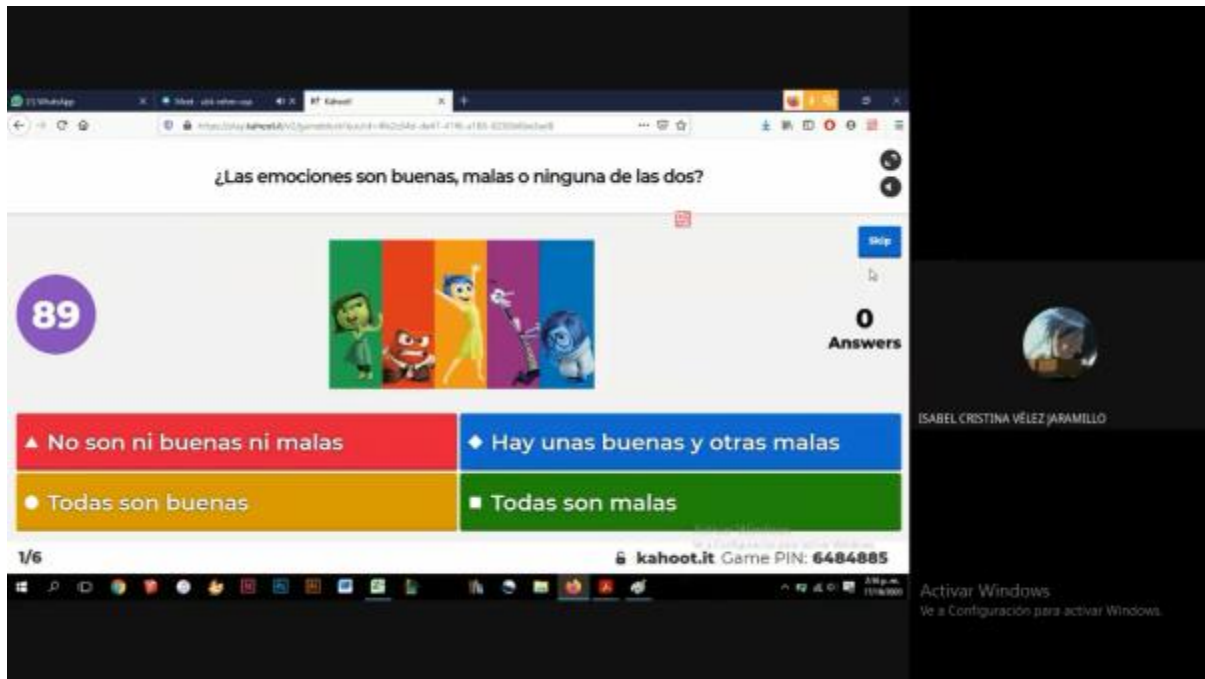 WhatsApp
Kahoot!
¿Las emociones son buenas, malas o ninguna de las dos?
Skip
89
0
Answers
▲ No son ni buenas ni malas
◆ Hay unas buenas y otras malas
● Todas son buenas
■ Todas son malas
1/6
kahoot.it Game PIN: 6484885
ISABEL CRISTINA VÉLEZ JARAMILLO
Activar Windows
Ve a Configuración para activar Windows.